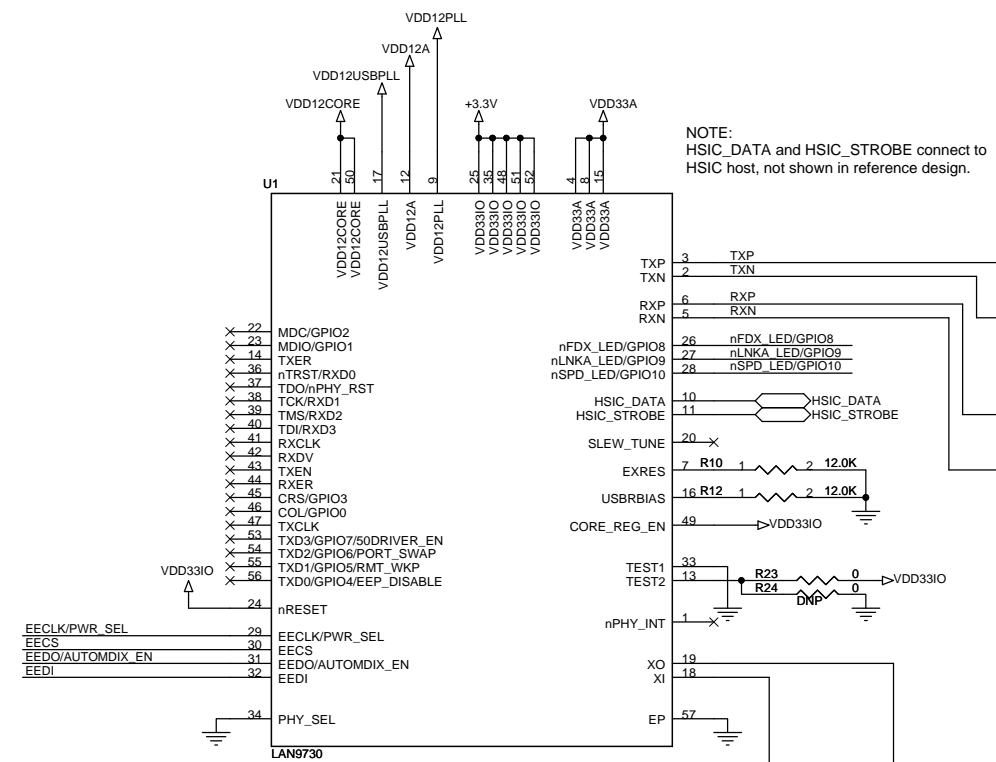 VDD12PLL
VDD12A
VDD12USBPLL
VDD12CORE
+3.3V
VDD33A
NOTE:
HSIC_DATA and HSIC_STROBE connect to
HSIC host, not shown in reference design.
U1
21 50 17 12 9 25 35 48 51 52 4 8 15
VDD12CORE
VDD12CORE
VDD12USBPLL
VDD12A
VDD12PLL
VDD33IO
VDD33IO
VDD33IO
VDD33IO
VDD33IO
VDD33A
VDD33A
VDD33A
TXP 3 TXP
TXN 2 TXN
RXP 6 RXP
RXN 5 RXN
22 MDC/GPIO2
23 MDIO/GPIO1
14 TXER
36 nTRST/RXD0
37 TDO/nPHY_RST
38 TCK/RXD1
39 TMS/RXD2
40 TDI/RXD3
41 RXCLK
42 RXDV
43 TXEN
44 RXER
45 CRS/GPIO3
46 COL/GPIO0
47 TXCLK
53 TXD3/GPIO7/50DRIVER_EN
54 TXD2/GPIO6/PORT_SWAP
55 TXD1/GPIO5/RMT_WKP
56 TXD0/GPIO4/EEP_DISABLE
nFDX_LED/GPIO8 26 nFDX_LED/GPIO8
nLNKA_LED/GPIO9 27 nLNKA_LED/GPIO9
nSPD_LED/GPIO10 28 nSPD_LED/GPIO10
HSIC_DATA 10 HSIC_DATA
HSIC_STROBE 11 HSIC_STROBE
SLEW_TUNE 20
EXRES 7 R10 1 2 12.0K
USBRBIAS 16 R12 1 2 12.0K
CORE_REG_EN 49 VDD33IO
TEST1 33
TEST2 13 R23 0 VDD33IO
R24 0
DNP
VDD33IO
24 nRESET
nPHY_INT 1
EECLK/PWR_SEL 29 EECLK/PWR_SEL
EECS 30 EECS
EEDO/AUTOMDIX_EN 31 EEDO/AUTOMDIX_EN
EEDI 32 EEDI
XO 19
XI 18
34 PHY_SEL
EP 57
LAN9730